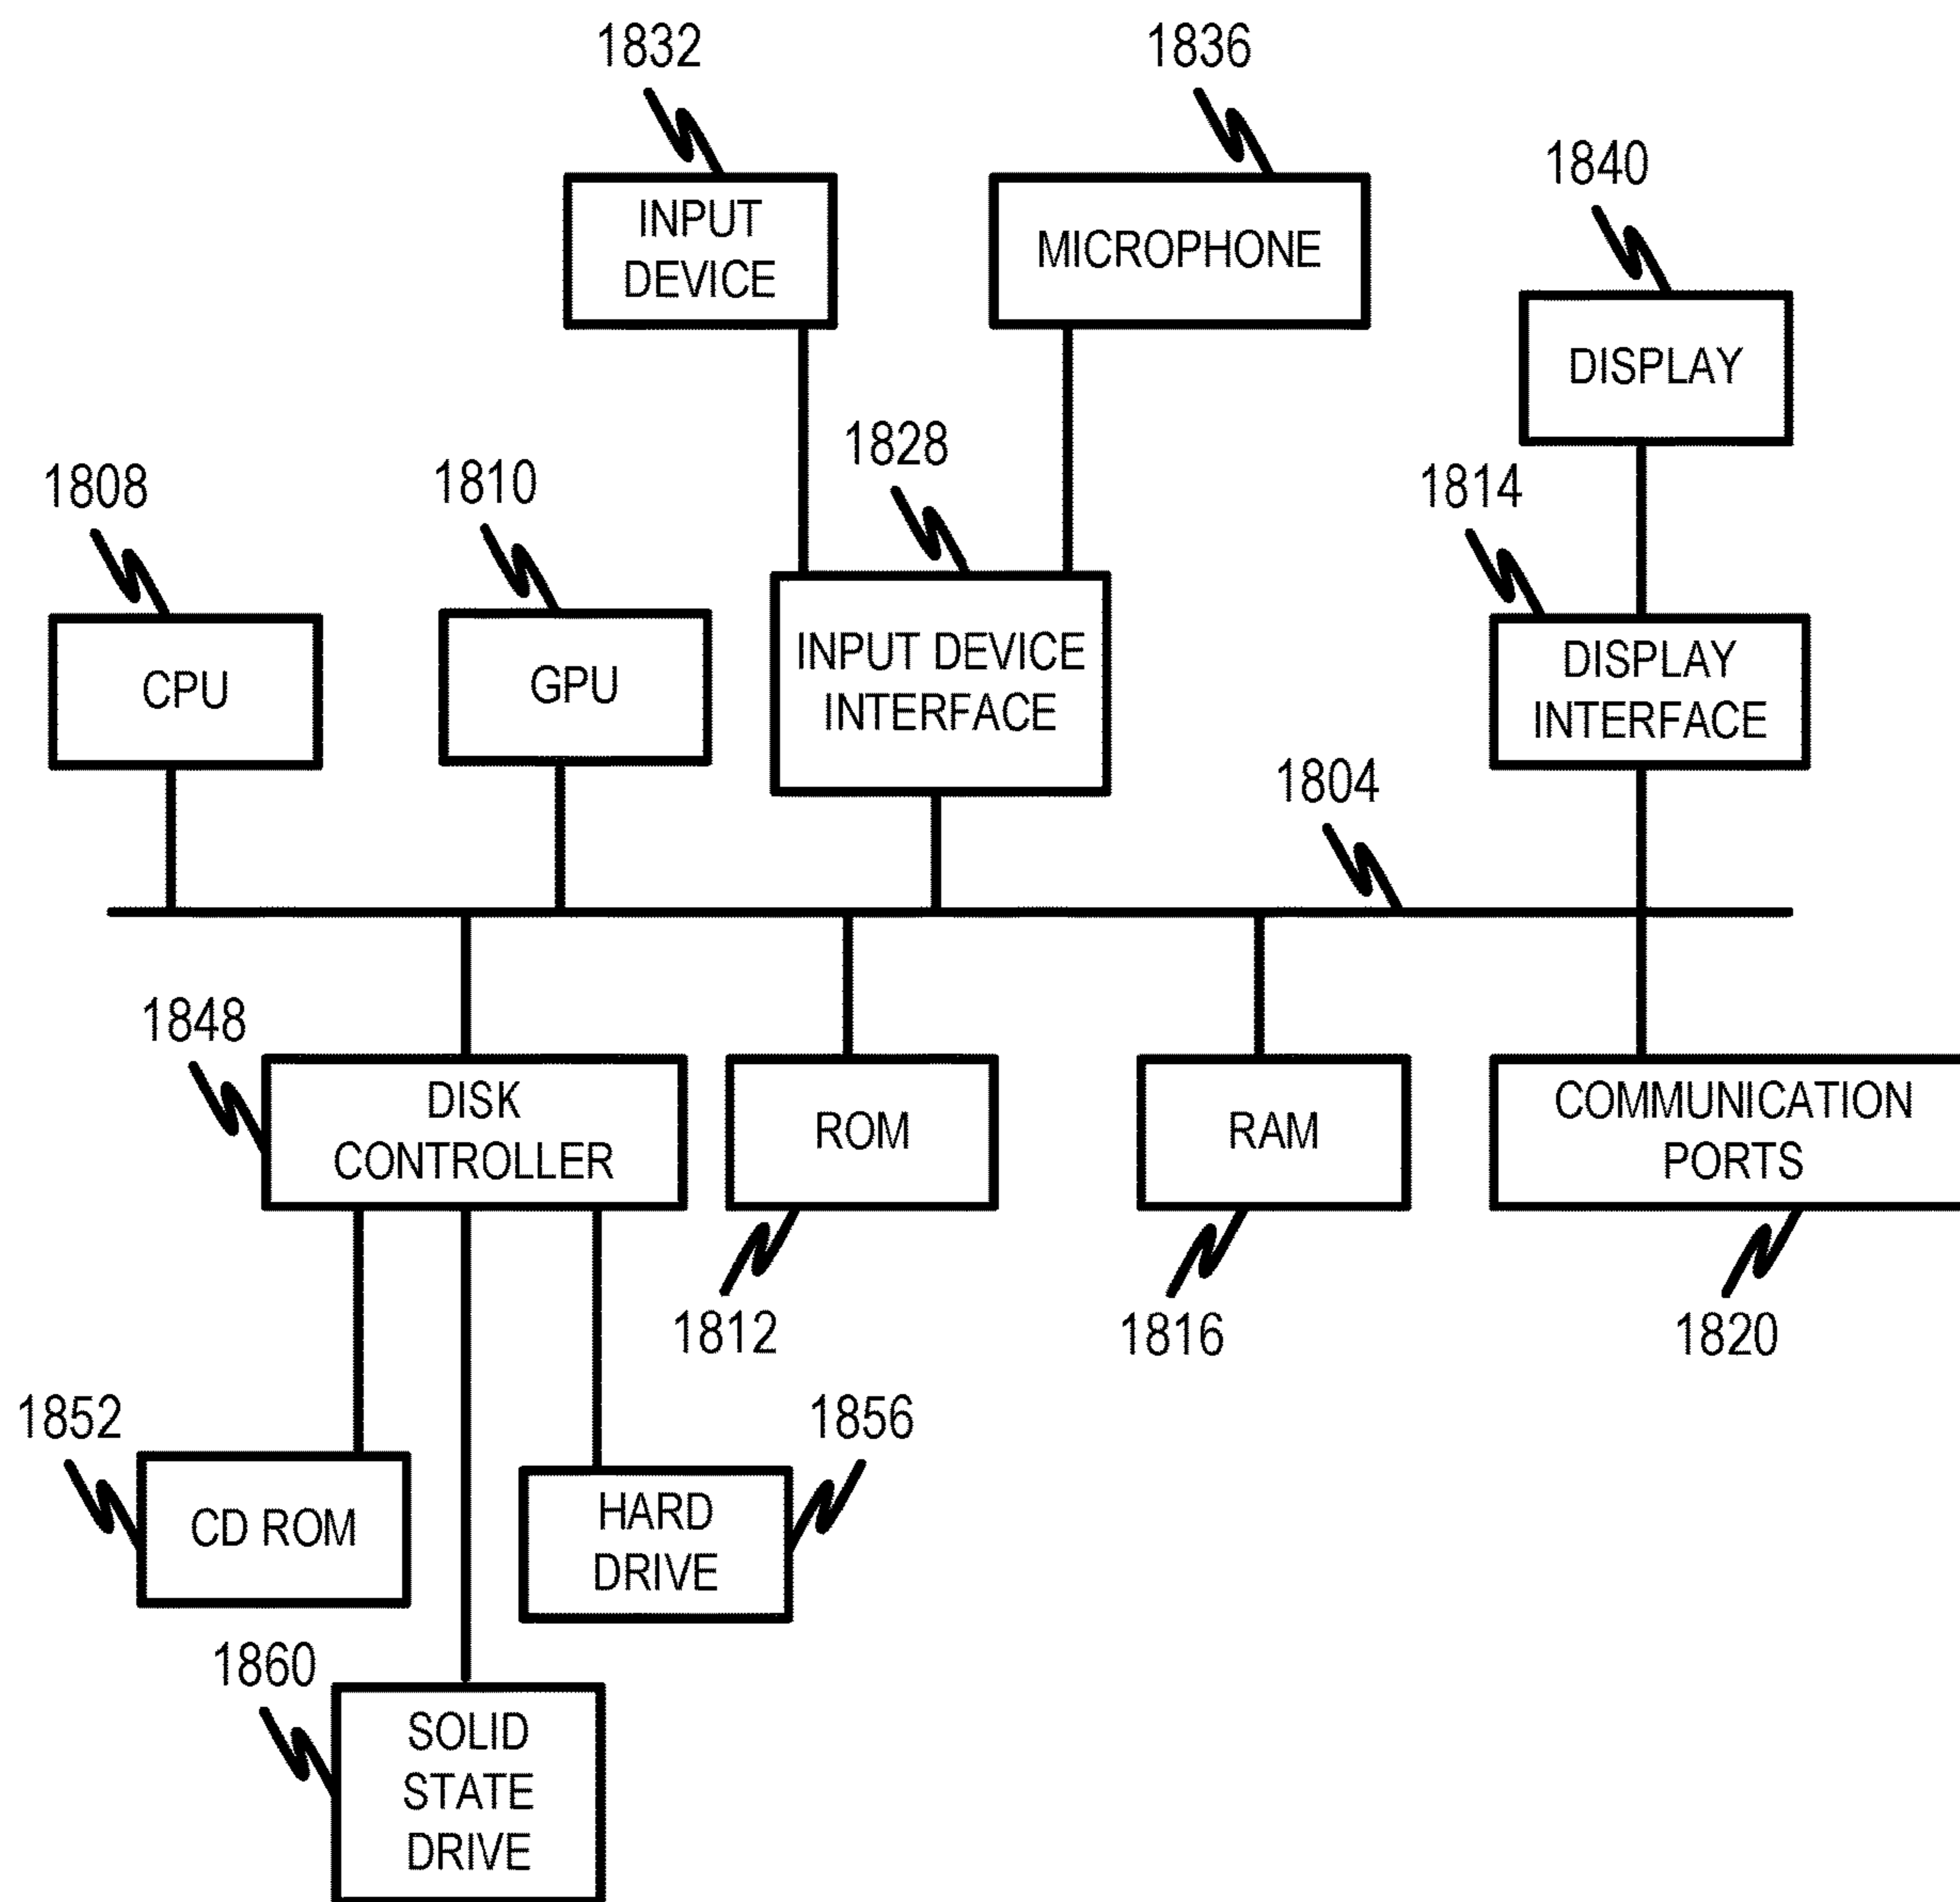 1832
1836
1840
INPUT
DEVICE
MICROPHONE
DISPLAY
1828
1808
1810
1814
CPU
GPU
INPUT DEVICE
INTERFACE
DISPLAY
INTERFACE
1804
1848
DISK
CONTROLLER
ROM
RAM
COMMUNICATION
PORTS
1812
1816
1820
1852
1856
CD ROM
HARD
DRIVE
1860
SOLID
STATE
DRIVE